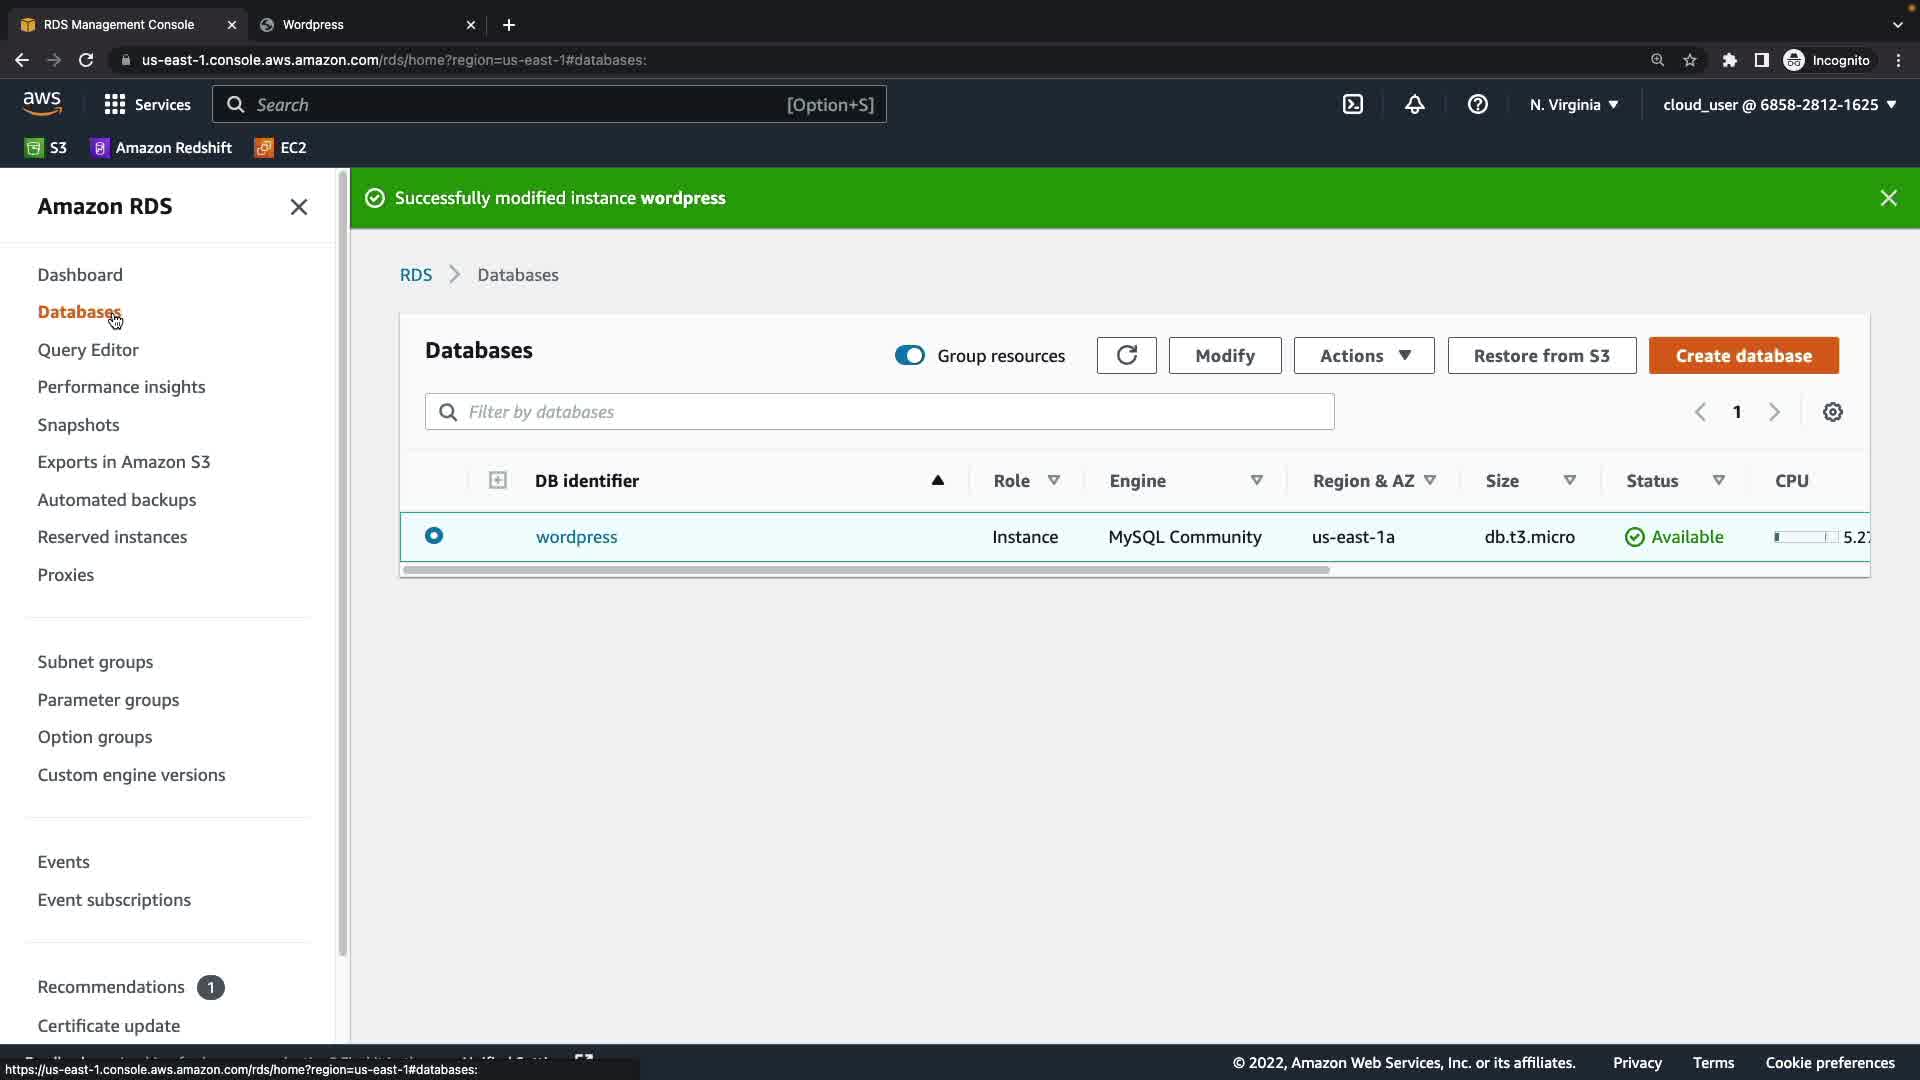 RDS Management Console
Wordpress
us-east-1.console.aws.amazon.com/rds/home?region=us-east-1#databases:
Incognito
aws
Services
Search
[Option+S]
N. Virginia
cloud_user @ 6858-2812-1625
S3
Amazon Redshift
EC2
Amazon RDS
Successfully modified instance wordpress
Dashboard
Databases
Query Editor
Performance insights
Snapshots
Exports in Amazon S3
Automated backups
Reserved instances
Proxies
Subnet groups
Parameter groups
Option groups
Custom engine versions
Events
Event subscriptions
Recommendations 1
Certificate update
RDS Databases
Databases
Group resources
Modify
Actions
Restore from S3
Create database
Filter by databases
1
DB identifier Role Engine Region & AZ Size Status CPU
wordpress Instance MySQL Community us-east-1a db.t3.micro Available
© 2022, Amazon Web Services, Inc. or its affiliates.
Privacy
Terms
Cookie preferences
https://us-east-1.console.aws.amazon.com/rds/home?region=us-east-1#databases: